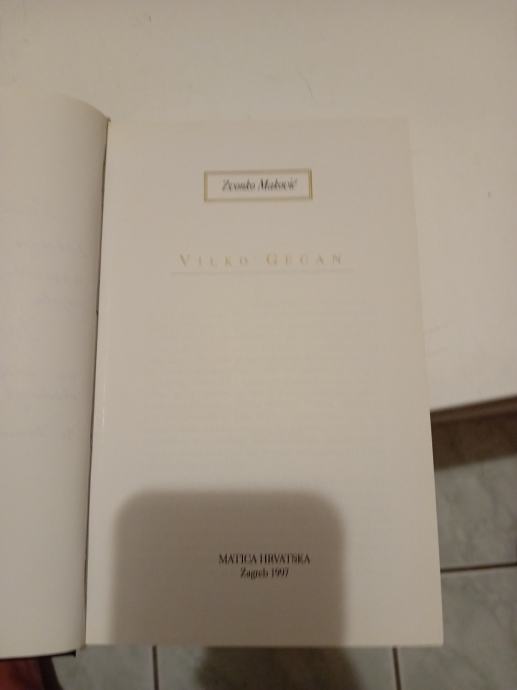 Zvonko Maković
VILKO GECAN
MATICA HRVATSKA
Zagreb 1997